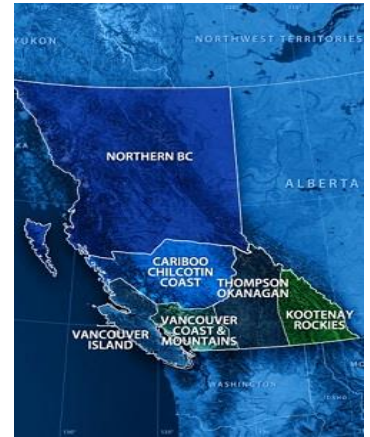 YUKON
NORTHWEST TERRITORIES
NORTHERN BC
ALBERTA
CARIBOO
CHILCOTIN
COAST
THOMPSON
OKANAGAN
KOOTENAY
ROCKIES
VANCOUVER
COAST &
MOUNTAINS
VANCOUVER
ISLAND
WASHINGTON
IDAHO